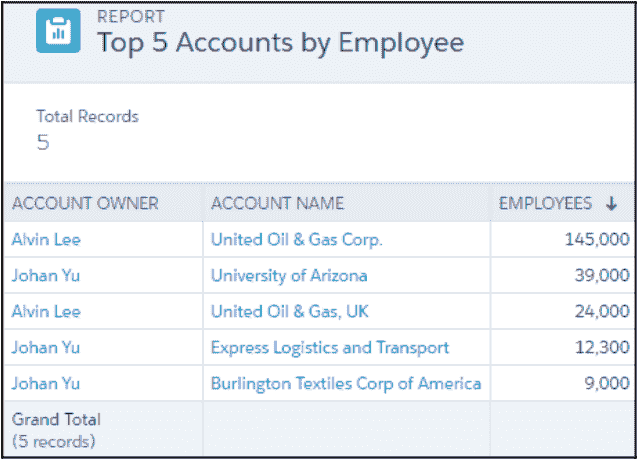 REPORT
Top 5 Accounts by Employee
Total Records
5
ACCOUNT OWNER ACCOUNT NAME EMPLOYEES ↓
Alvin Lee United Oil & Gas Corp. 145,000
Johan Yu University of Arizona 39,000
Alvin Lee United Oil & Gas, UK 24,000
Johan Yu Express Logistics and Transport 12,300
Johan Yu Burlington Textiles Corp of America 9,000
Grand Total
(5 records)